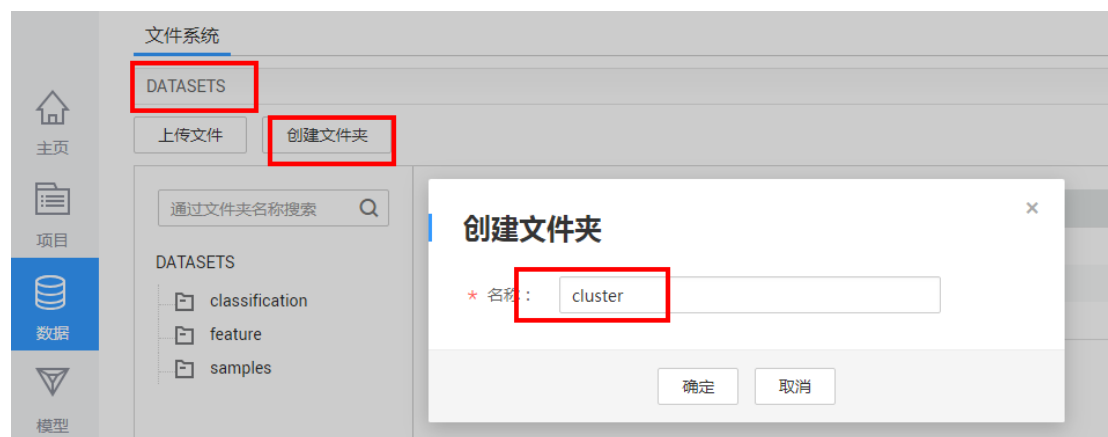 文件系统
DATASETS
上传文件
创建文件夹
主页
通过文件夹名称搜索
项目
DATASETS
classification
feature
samples
数据
模型
创建文件夹
×
* 名称：
cluster
确定
取消